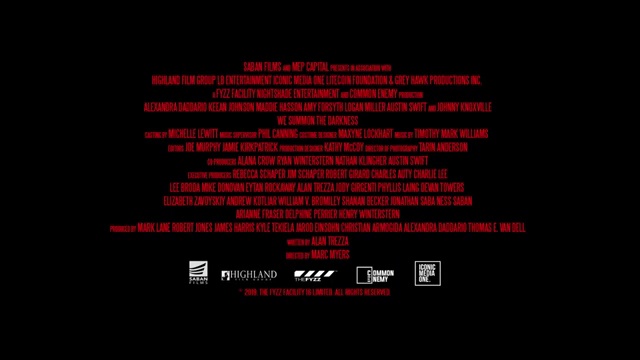 SABAN FILMS AND MEP CAPITAL PRESENTS IN ASSOCIATION WITH
HIGHLAND FILM GROUP LB ENTERTAINMENT ICONIC MEDIA ONE LITECOIN FOUNDATION & GREY HAWK PRODUCTIONS INC.
A FYZZ FACILITY NIGHTSHADE ENTERTAINMENT AND COMMON ENEMY PRODUCTION
ALEXANDRA DADDARIO KEEAN JOHNSON MADDIE HASSON AMY FORSYTH LOGAN MILLER AUSTIN SWIFT AND JOHNNY KNOXVILLE
WE SUMMON THE DARKNESS
CASTING BY MICHELLE LEWITT MUSIC SUPERVISOR PHIL CANNING COSTUME DESIGNER MAXYNE LOCKHART MUSIC BY TIMOTHY MARK WILLIAMS
EDITORS JOE MURPHY JAMIE KIRKPATRICK PRODUCTION DESIGNER KATHY McCOY DIRECTOR OF PHOTOGRAPHY TARIN ANDERSON
CO-PRODUCERS ALANA CROW RYAN WINTERSTERN NATHAN KLINGHER AUSTIN SWIFT
EXECUTIVE PRODUCERS REBECCA SCHAPER JIM SCHAPER ROBERT GIRARD CHARLES AUTY CHARLIE LEE
LEE BRODA MIKE DONOVAN EYTAN ROCKAWAY ALAN TREZZA JODY GIRGENTI PHYLLIS LAING DEVAN TOWERS
ELIZABETH ZAVOYSKIY ANDREW KOTLIAR WILLIAM V. BROMILEY SHANAN BECKER JONATHAN SABA NESS SABAN
ARIANNE FRASER DELPHINE PERRIER HENRY WINTERSTERN
PRODUCED BY MARK LANE ROBERT JONES JAMES HARRIS KYLE TEKIELA JAROD EINSOHN CHRISTIAN ARMOGIDA ALEXANDRA DADDARIO THOMAS E. VAN DELL
WRITTEN BY ALAN TREZZA
DIRECTED BY MARC MYERS
SABAN FILMS
HIGHLAND FILM GROUP
THEFYZZ
COMMON ENEMY
ICONIC MEDIA ONE.
THE FYZZ FACILITY LIMITED. ALL RIGHTS RESERVED